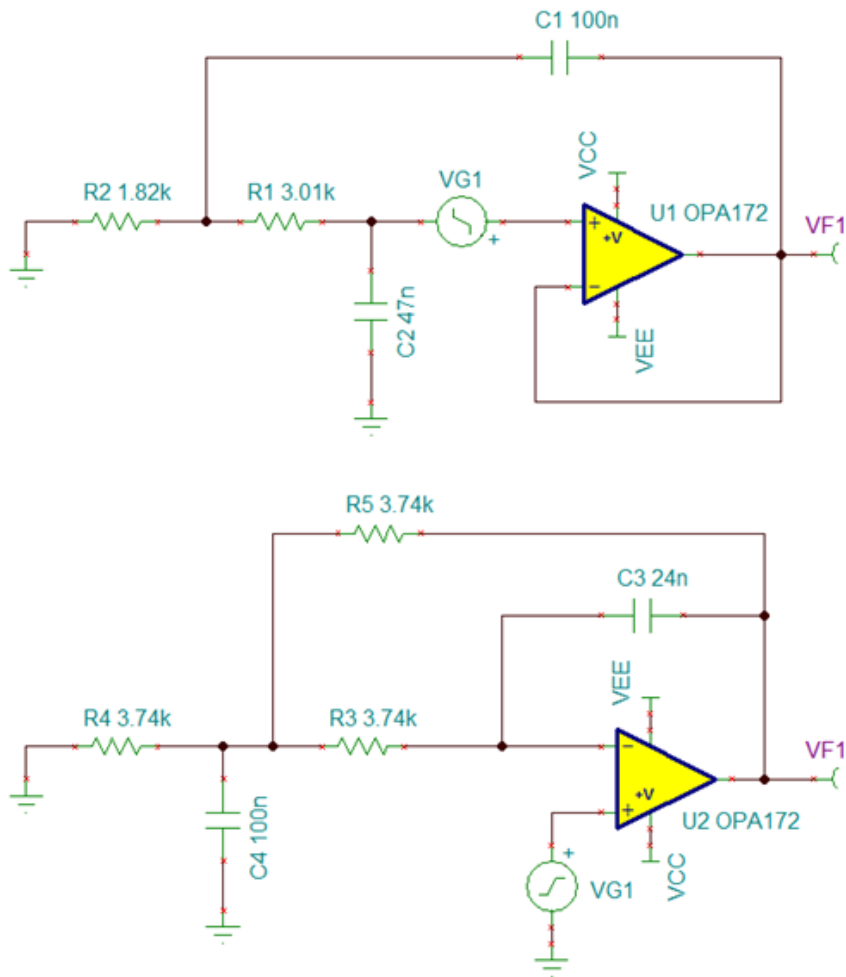 C1 100n
R2 1.82k
R1 3.01k
VG1
+
VCC
+
+V
−
U1 OPA172
VF1
C2 47n
VEE
R5 3.74k
C3 24n
R4 3.74k
R3 3.74k
VEE
−
+V
+
U2 OPA172
VF1
C4 100n
+
VG1
VCC